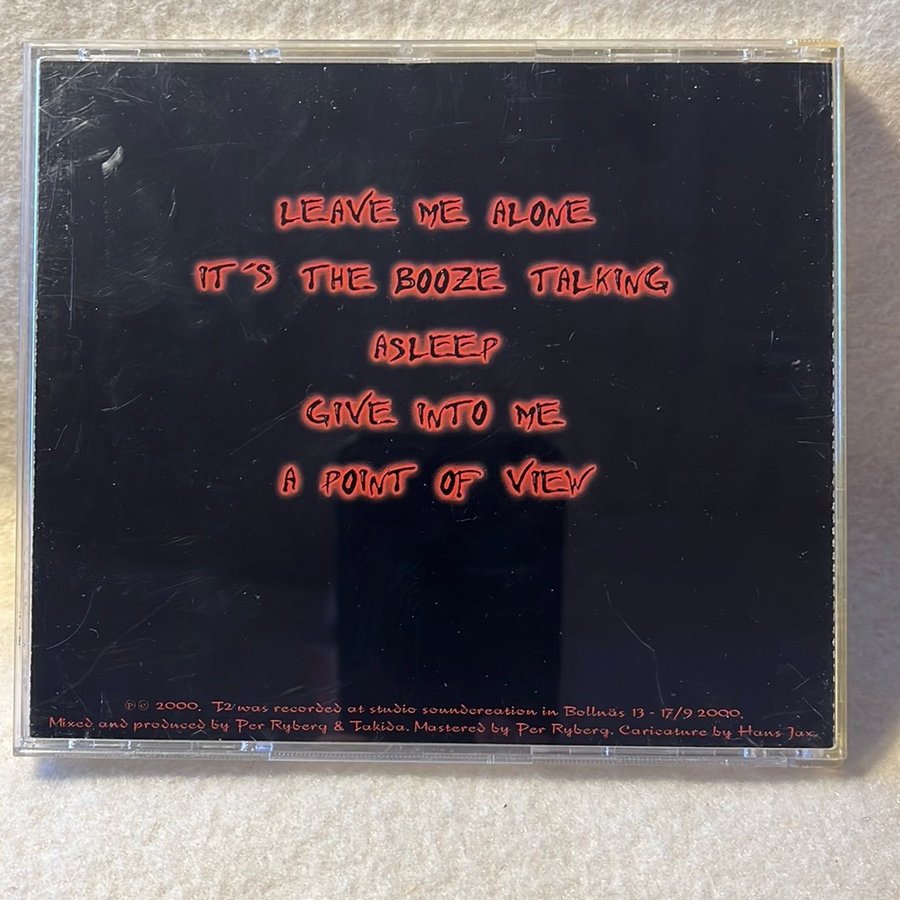 LEAVE ME ALONE
IT´S THE BOOZE TALKING
ASLEEP
GIVE INTO ME
A POINT OF VIEW
℗ © 2000. T2 was recorded at studio soundcreation in Bollnäs 13 - 17/9 2000.
Mixed and produced by Per Ryberg & Takida. Mastered by Per Ryberg. Caricature by Hans Jax.